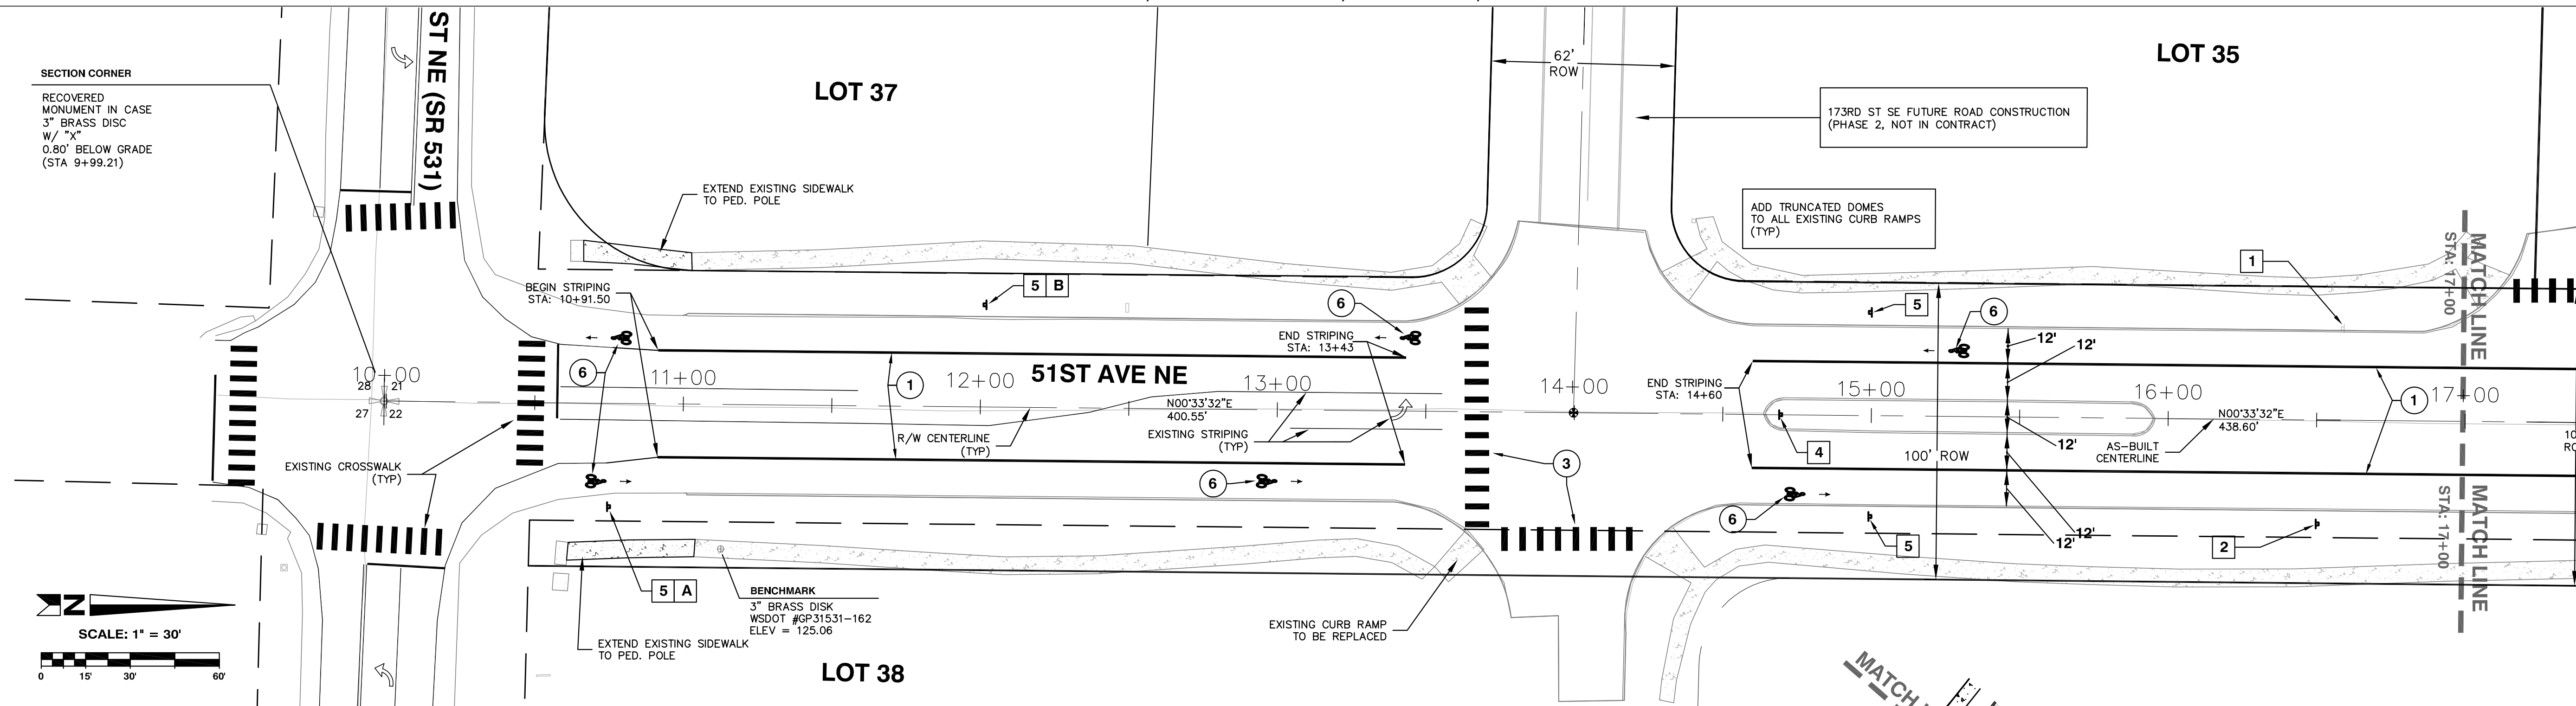 SECTION CORNER
RECOVERED
MONUMENT IN CASE
3" BRASS DISC
W/ "X"
0.80' BELOW GRADE
(STA 9+99.21)
ST NE (SR 531)
LOT 37
62'
ROW
LOT 35
173RD ST SE FUTURE ROAD CONSTRUCTION
(PHASE 2, NOT IN CONTRACT)
EXTEND EXISTING SIDEWALK
TO PED. POLE
ADD TRUNCATED DOMES
TO ALL EXISTING CURB RAMPS
(TYP)
MATCH LINE
STA: 17+00
1
BEGIN STRIPING
STA: 10+91.50
5 B
6
END STRIPING
STA: 13+43
5
6
12'
12'
6
1
10+00
28 21
27 22
11+00
12+00
51ST AVE NE
13+00
N00°33'32"E
400.55'
14+00
END STRIPING
STA: 14+60
15+00
16+00
N00°33'32"E
438.60'
1
17+00
R/W CENTERLINE
(TYP)
EXISTING STRIPING
(TYP)
4
100' ROW
12'
AS-BUILT
CENTERLINE
10
RO
EXISTING CROSSWALK
(TYP)
3
6
6
5
12'
12'
2
MATCH LINE
STA: 17+00
5 A
BENCHMARK
3" BRASS DISK
WSDOT #GP31531-162
ELEV = 125.06
EXTEND EXISTING SIDEWALK
TO PED. POLE
EXISTING CURB RAMP
TO BE REPLACED
N
SCALE: 1" = 30'
0 15' 30' 60'
LOT 38
MATCH